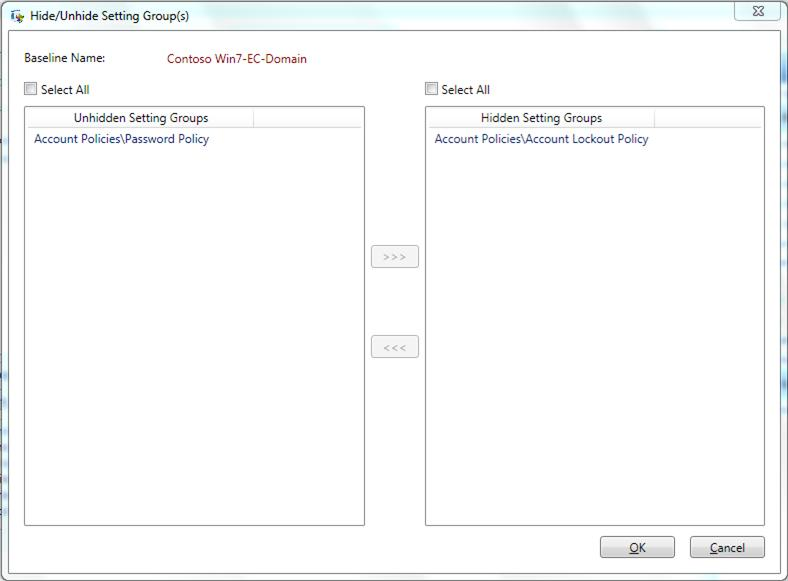 Hide/Unhide Setting Group(s)
Baseline Name: Contoso Win7-EC-Domain
Select All
Select All
Unhidden Setting Groups
Hidden Setting Groups
Account Policies\Password Policy
Account Policies\Account Lockout Policy
>>>
<<<
OK
Cancel